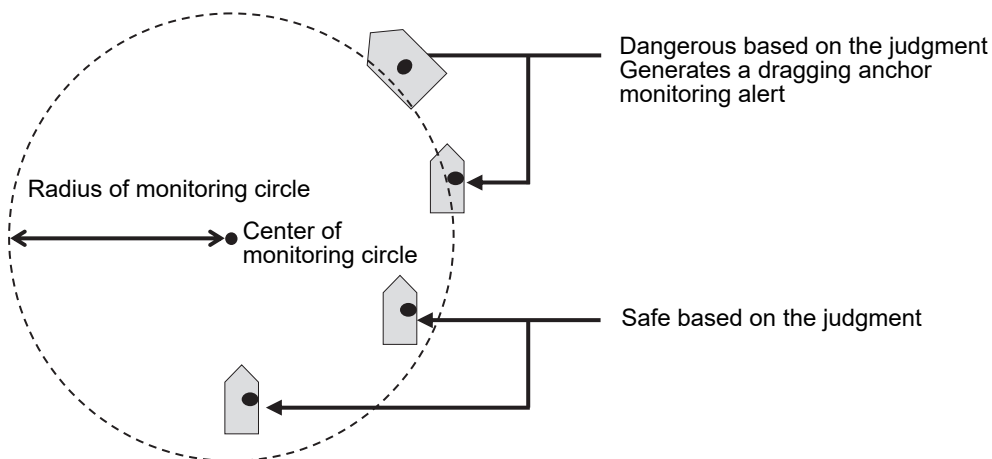 Dangerous based on the judgment
Generates a dragging anchor
monitoring alert
Radius of monitoring circle
Center of
monitoring circle
Safe based on the judgment